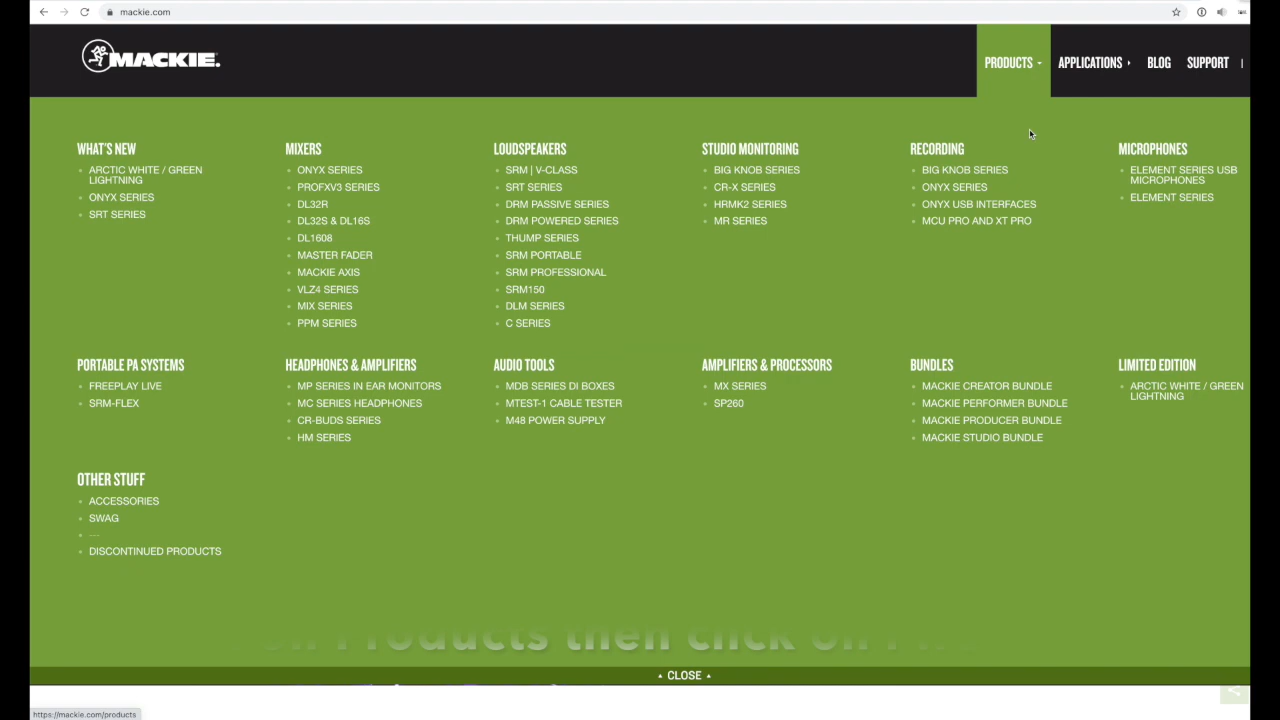 mackie.com
MACKIE.
PRODUCTS
APPLICATIONS
BLOG
SUPPORT
WHAT'S NEW
ARCTIC WHITE / GREEN
LIGHTNING
ONYX SERIES
SRT SERIES
MIXERS
ONYX SERIES
PROFXV3 SERIES
DL32R
DL32S & DL16S
DL1608
MASTER FADER
MACKIE AXIS
VLZ4 SERIES
MIX SERIES
PPM SERIES
LOUDSPEAKERS
SRM | V-CLASS
SRT SERIES
DRM PASSIVE SERIES
DRM POWERED SERIES
THUMP SERIES
SRM PORTABLE
SRM PROFESSIONAL
SRM150
DLM SERIES
C SERIES
STUDIO MONITORING
BIG KNOB SERIES
CR-X SERIES
HRMK2 SERIES
MR SERIES
RECORDING
BIG KNOB SERIES
ONYX SERIES
ONYX USB INTERFACES
MCU PRO AND XT PRO
MICROPHONES
ELEMENT SERIES USB
MICROPHONES
ELEMENT SERIES
PORTABLE PA SYSTEMS
FREEPLAY LIVE
SRM-FLEX
HEADPHONES & AMPLIFIERS
MP SERIES IN EAR MONITORS
MC SERIES HEADPHONES
CR-BUDS SERIES
HM SERIES
AUDIO TOOLS
MDB SERIES DI BOXES
MTEST-1 CABLE TESTER
M48 POWER SUPPLY
AMPLIFIERS & PROCESSORS
MX SERIES
SP260
BUNDLES
MACKIE CREATOR BUNDLE
MACKIE PERFORMER BUNDLE
MACKIE PRODUCER BUNDLE
MACKIE STUDIO BUNDLE
LIMITED EDITION
ARCTIC WHITE / GREEN
LIGHTNING
OTHER STUFF
ACCESSORIES
SWAG
---
DISCONTINUED PRODUCTS
Products then click on
CLOSE
https://mackie.com/products